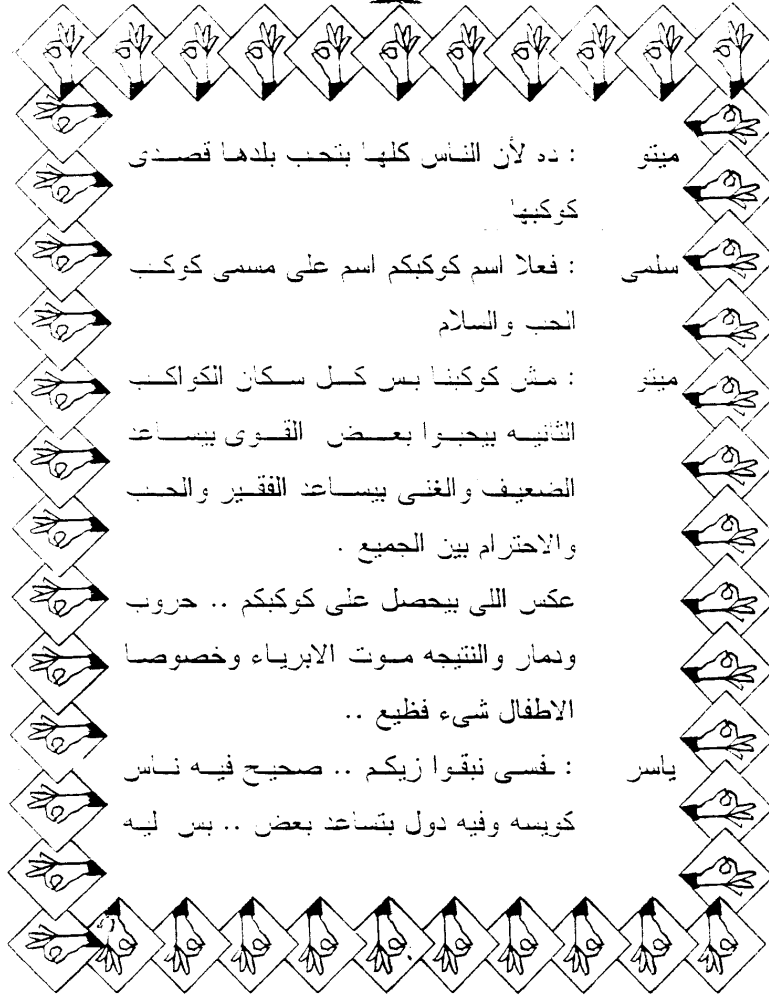 ميتو : ده لأن الناس كلها بتحب بلدها قصدى
كوكبها
سلمى : فعلا اسم كوكبكم اسم على مسمى كوكب
الحب والسلام
ميتو : مش كوكبنا بس كل سكان الكواكب
الثانيه بيحبوا بعض القوى بيساعد
الضعيف والغنى بيساعد الفقير والحب
والاحترام بين الجميع .
عكس اللى بيحصل على كوكبكم .. حروب
ودمار والنتيجه موت الابرياء وخصوصا
الاطفال شىء فظيع ..
ياسر : نفسى نبقوا زيكم .. صحيح فيه ناس
كويسه وفيه دول بتساعد بعض .. بس ليه